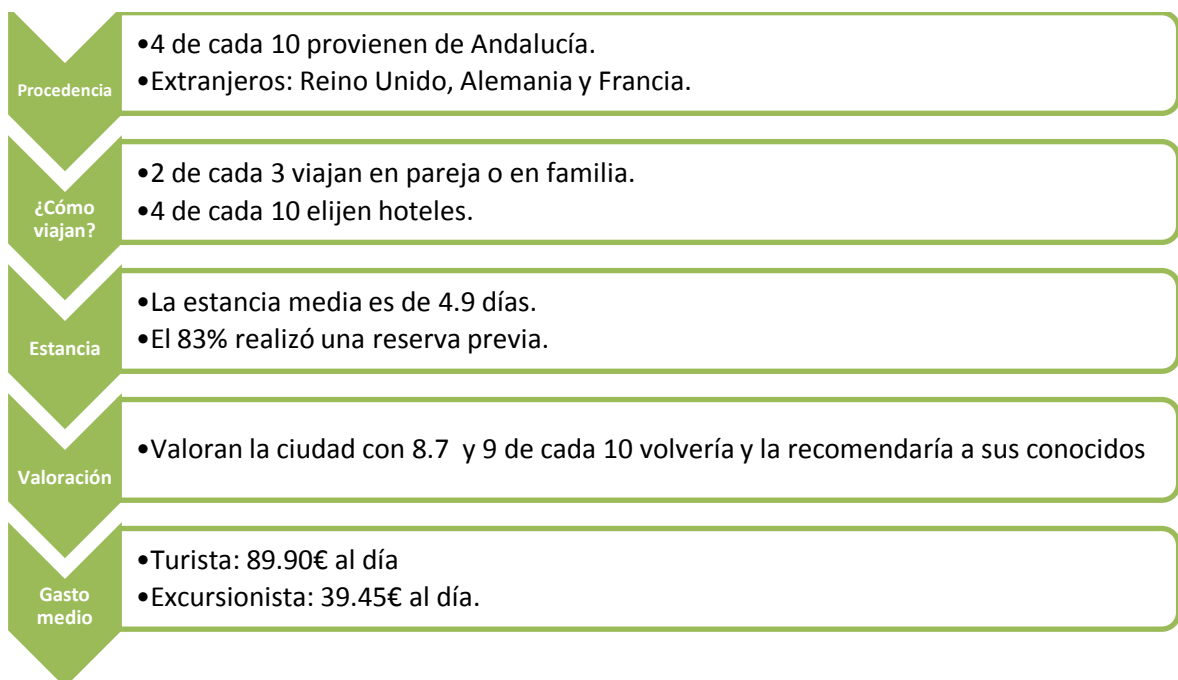 Procedencia
•4 de cada 10 provienen de Andalucía.
•Extranjeros: Reino Unido, Alemania y Francia.
¿Cómo
viajan?
•2 de cada 3 viajan en pareja o en familia.
•4 de cada 10 elijen hoteles.
Estancia
•La estancia media es de 4.9 días.
•El 83% realizó una reserva previa.
Valoración
•Valoran la ciudad con 8.7 y 9 de cada 10 volvería y la recomendaría a sus conocidos
Gasto
medio
•Turista: 89.90€ al día
•Excursionista: 39.45€ al día.